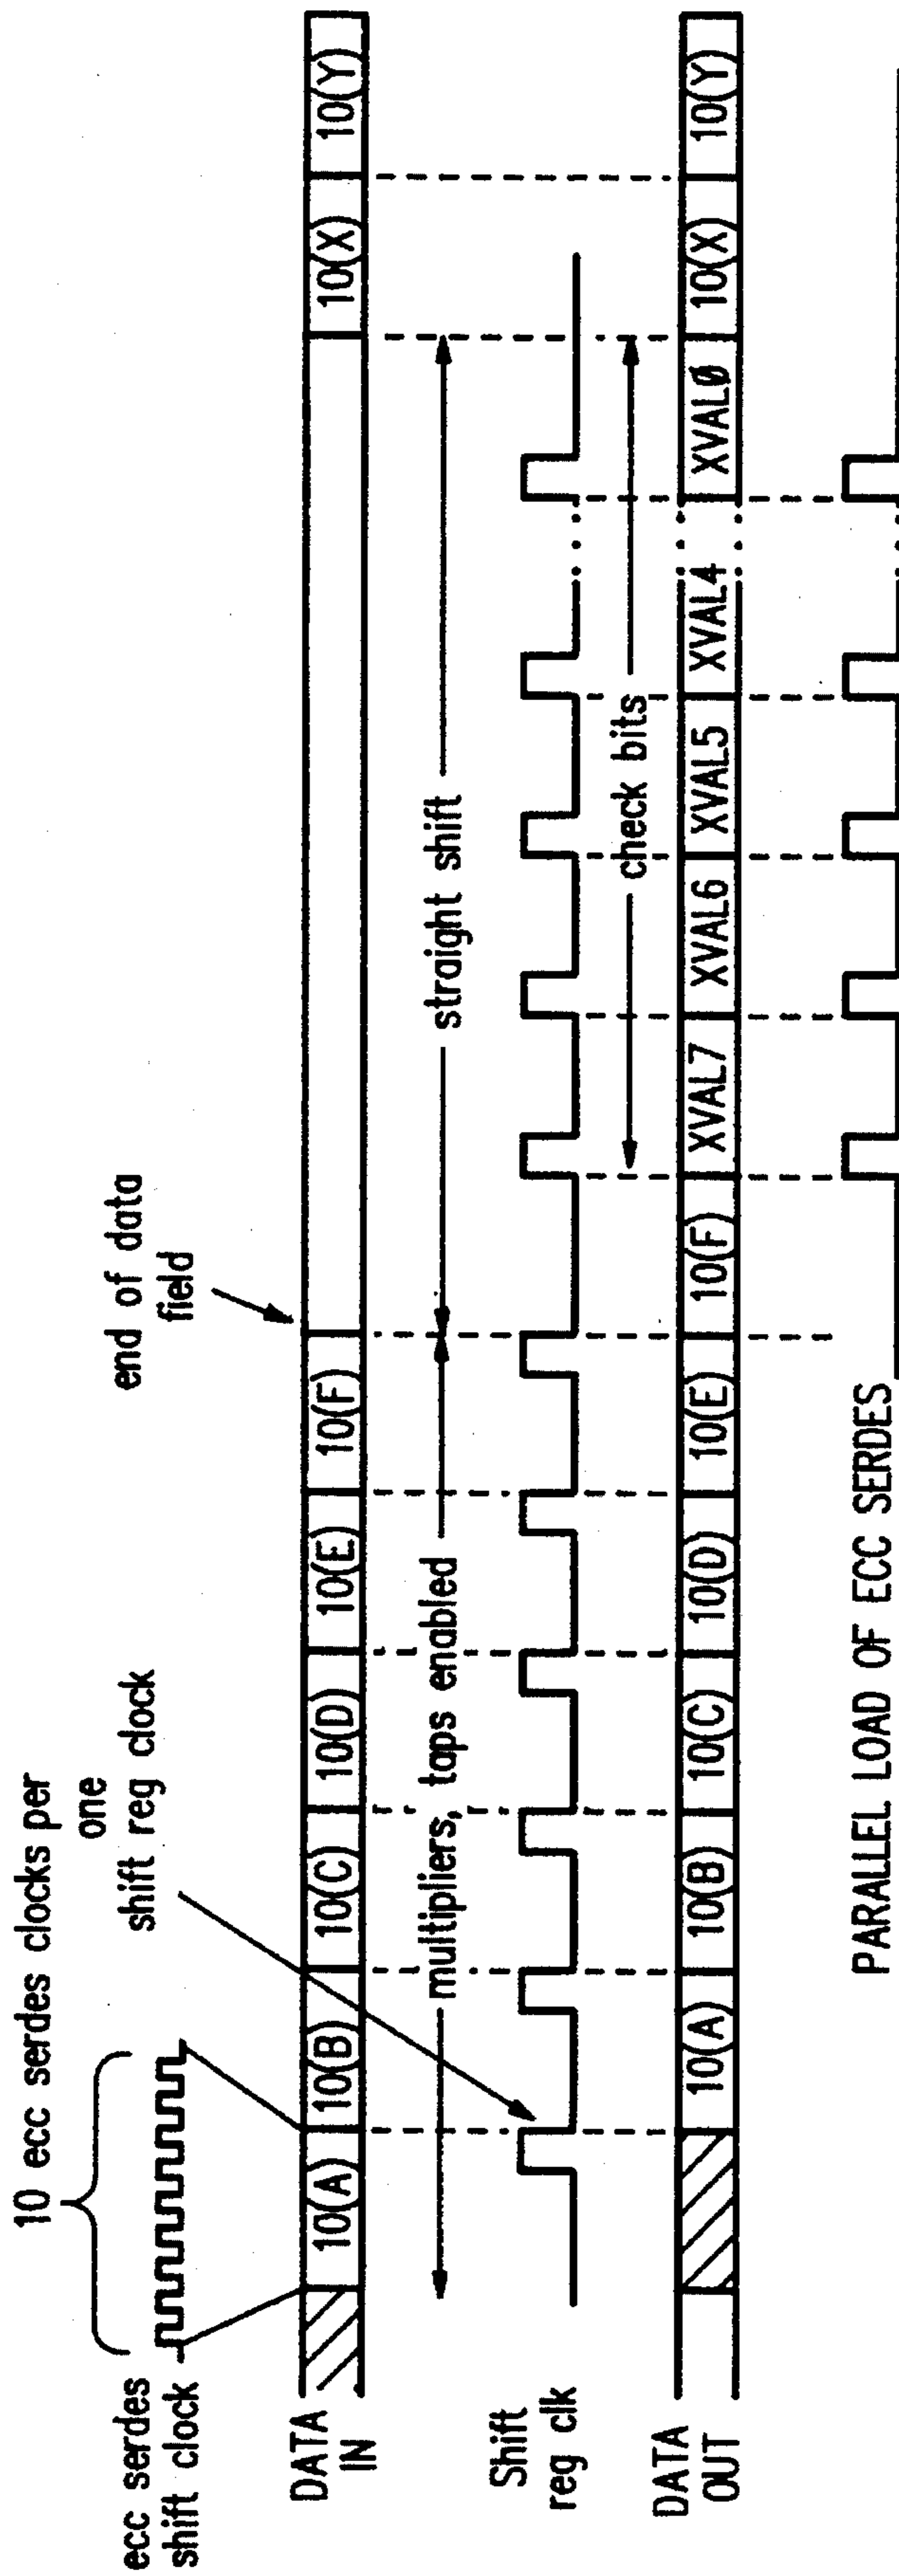 10 ecc serdes clocks per
one
shift reg clock
ecc serdes
shift clock
end of data
field
DATA
IN
10(A) 10(B) 10(C) 10(D) 10(E) 10(F) 10(X) 10(Y)
multipliers, taps enabled
straight shift
Shift
reg clk
check bits
DATA
OUT
10(A) 10(B) 10(C) 10(D) 10(E) 10(F) XVAL7 XVAL6 XVAL5 XVAL4 XVALØ 10(X) 10(Y)
PARALLEL LOAD OF ECC SERDES